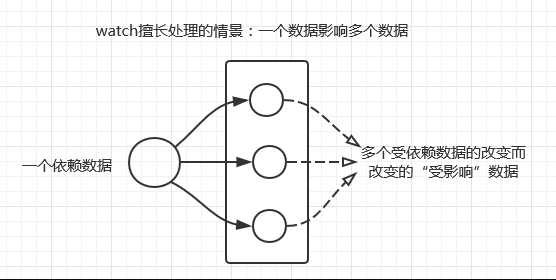 watch擅长处理的情景：一个数据影响多个数据
一个依赖数据
多个受依赖数据的改变而
改变的“受影响”数据